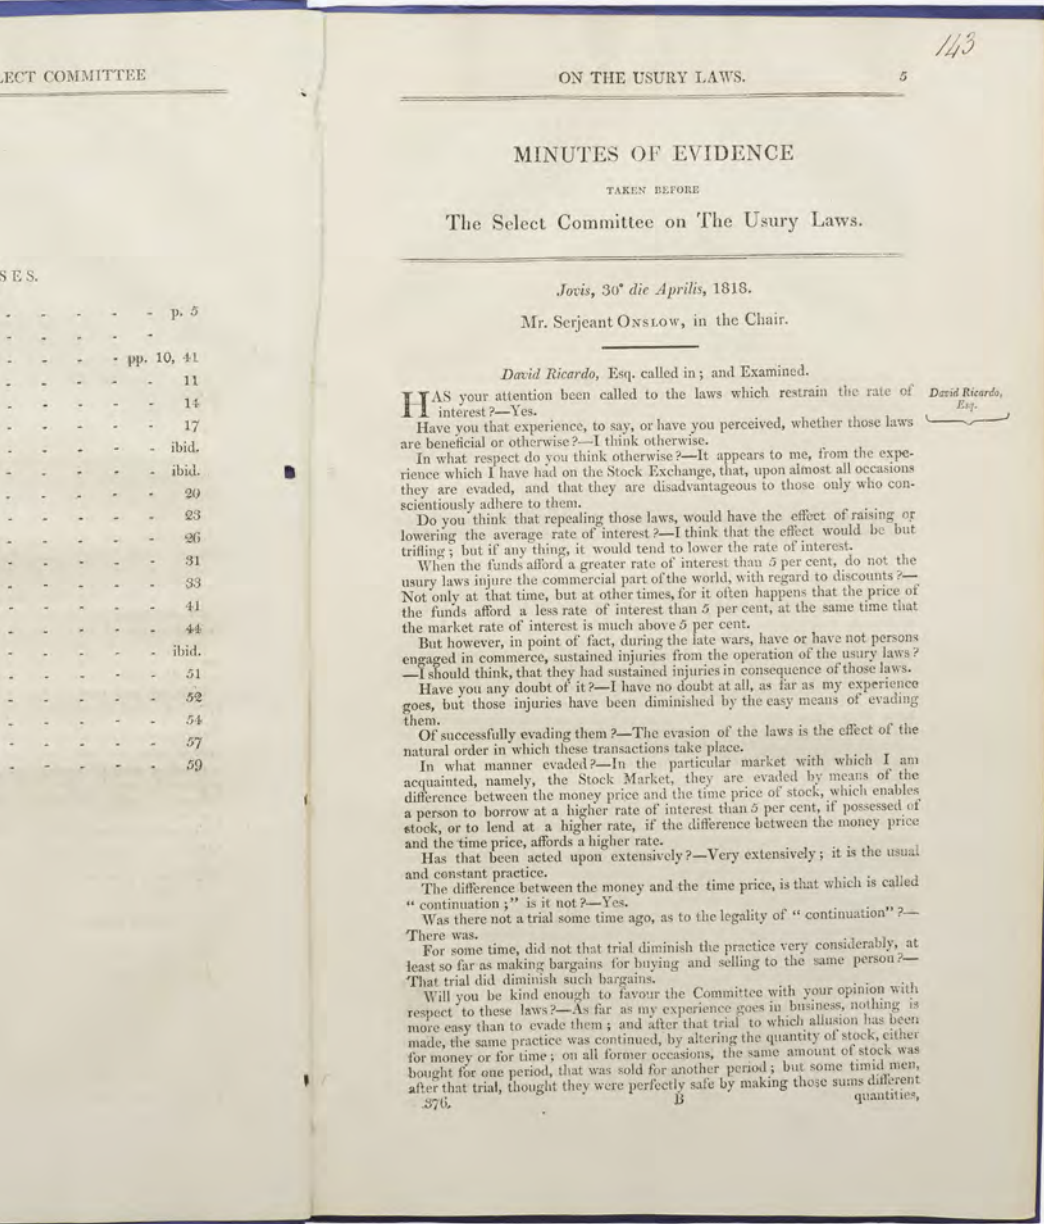 LECT COMMITTEE
SES.
- - - - - p. 5
- - - - -
- - - - pp. 10, 41
- - - - - 11
- - - - - 14
- - - - - 17
- - - - - ibid.
- - - - - ibid.
- - - - - 20
- - - - - 23
- - - - - 26
- - - - - 31
- - - - - 33
- - - - - 41
- - - - - 44
- - - - - ibid.
- - - - - 51
- - - - - 52
- - - - - 54
- - - - - 57
- - - - - 59
143
ON THE USURY LAWS. 5
MINUTES OF EVIDENCE
TAKEN BEFORE
The Select Committee on The Usury Laws.
Jovis, 30° die Aprilis, 1818.
Mr. Serjeant ONSLOW, in the Chair.
David Ricardo, Esq. called in; and Examined.
David Ricardo,
Esq.
HAS your attention been called to the laws which restrain the rate of
interest?—Yes.
Have you that experience, to say, or have you perceived, whether those laws
are beneficial or otherwise?—I think otherwise.
In what respect do you think otherwise?—It appears to me, from the expe-
rience which I have had on the Stock Exchange, that, upon almost all occasions
they are evaded, and that they are disadvantageous to those only who con-
scientiously adhere to them.
Do you think that repealing those laws, would have the effect of raising or
lowering the average rate of interest?—I think that the effect would be but
trifling; but if any thing, it would tend to lower the rate of interest.
When the funds afford a greater rate of interest than 5 per cent, do not the
usury laws injure the commercial part of the world, with regard to discounts?—
Not only at that time, but at other times, for it often happens that the price of
the funds afford a less rate of interest than 5 per cent, at the same time that
the market rate of interest is much above 5 per cent.
But however, in point of fact, during the late wars, have or have not persons
engaged in commerce, sustained injuries from the operation of the usury laws?
—I should think, that they had sustained injuries in consequence of those laws.
Have you any doubt of it?—I have no doubt at all, as far as my experience
goes, but those injuries have been diminished by the easy means of evading
them.
Of successfully evading them?—The evasion of the laws is the effect of the
natural order in which these transactions take place.
In what manner evaded?—In the particular market with which I am
acquainted, namely, the Stock Market, they are evaded by means of the
difference between the money price and the time price of stock, which enables
a person to borrow at a higher rate of interest than 5 per cent, if possessed of
stock, or to lend at a higher rate, if the difference between the money price
and the time price, affords a higher rate.
Has that been acted upon extensively?—Very extensively; it is the usual
and constant practice.
The difference between the money and the time price, is that which is called
“ continuation;” is it not?—Yes.
Was there not a trial some time ago, as to the legality of “ continuation”?—
There was.
For some time, did not that trial diminish the practice very considerably, at
least so far as making bargains for buying and selling to the same person?—
That trial did diminish such bargains.
Will you be kind enough to favour the Committee with your opinion with
respect to these laws?—As far as my experience goes in business, nothing is
more easy than to evade them; and after that trial to which allusion has been
made, the same practice was continued, by altering the quantity of stock, either
for money or for time; on all former occasions, the same amount of stock was
bought for one period, that was sold for another period; but some timid men,
after that trial, thought they were perfectly safe by making those sums different
376. B quantities,